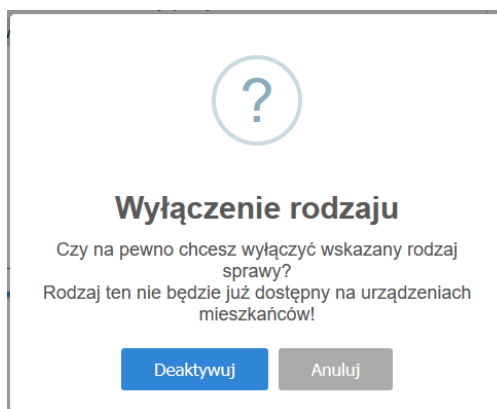 ?
Wyłączenie rodzaju
Czy na pewno chcesz wyłączyć wskazany rodzaj
sprawy?
Rodzaj ten nie będzie już dostępny na urządzeniach
mieszkańców!
Deaktywuj Anuluj